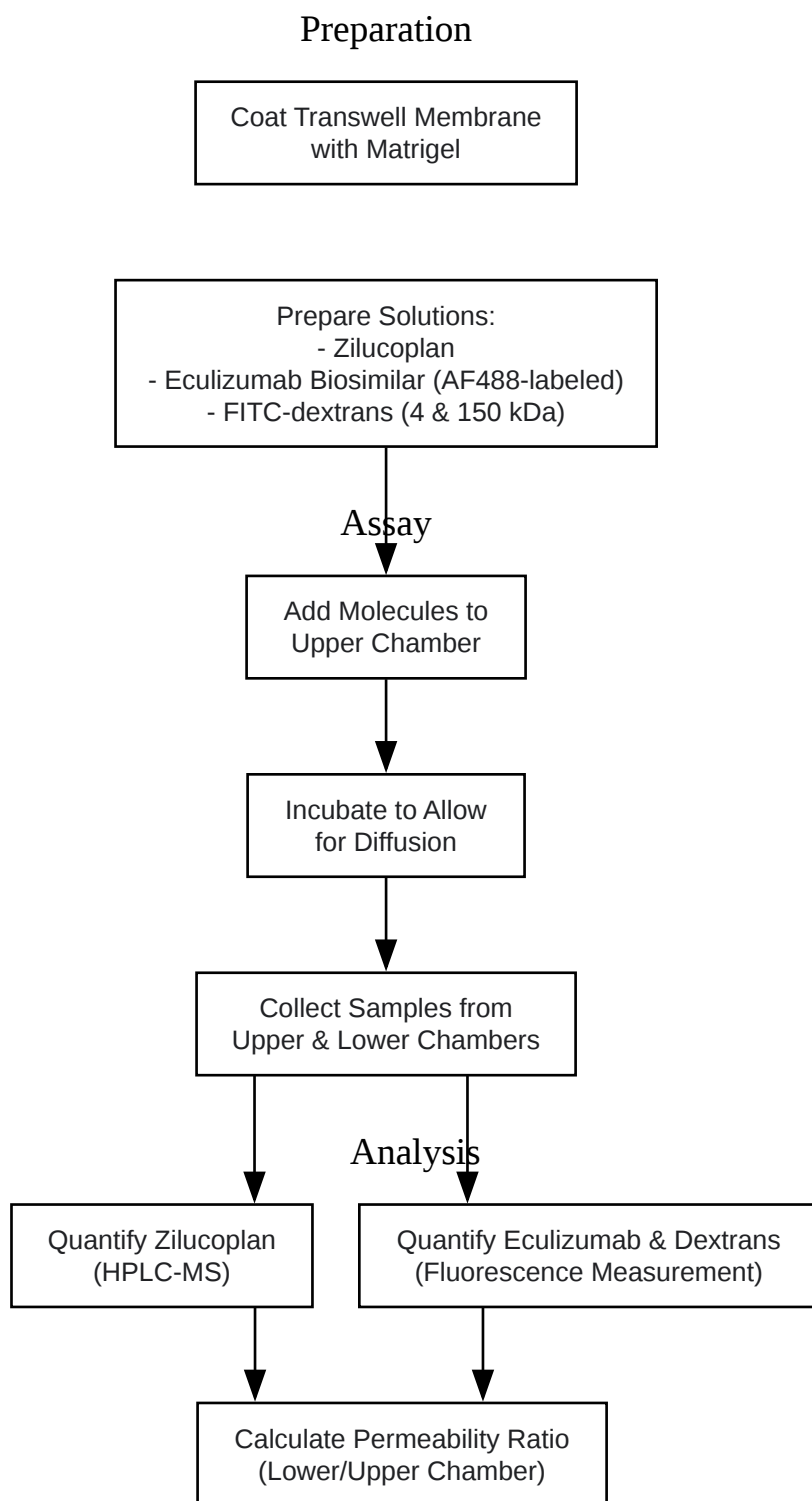 Preparation
Coat Transwell Membrane
with Matrigel
Prepare Solutions:
- Zilucoplan
- Eculizumab Biosimilar (AF488-labeled)
- FITC-dextrans (4 & 150 kDa)
Assay
Add Molecules to
Upper Chamber
Incubate to Allow
for Diffusion
Collect Samples from
Upper & Lower Chambers
Analysis
Quantify Zilucoplan
(HPLC-MS)
Quantify Eculizumab & Dextrans
(Fluorescence Measurement)
Calculate Permeability Ratio
(Lower/Upper Chamber)